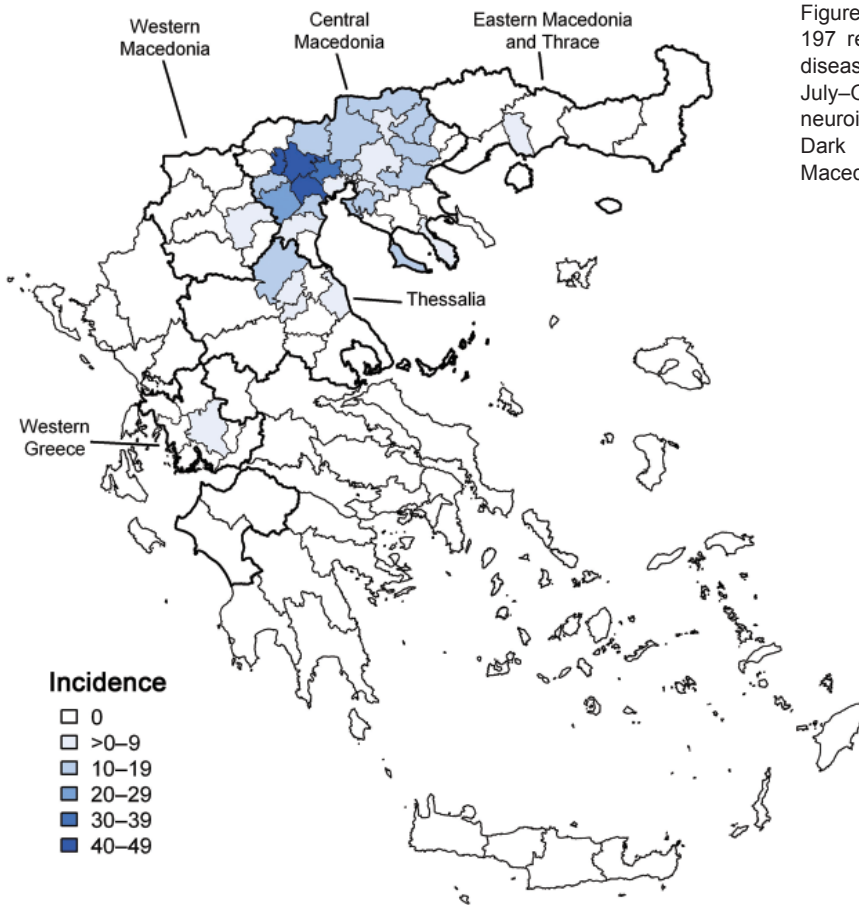 Western
Macedonia
Central
Macedonia
Eastern Macedonia
and Thrace
Figure
197 re
diseas
July–O
neuroi
Dark
Maced
Thessalia
Western
Greece
Incidence
0
>0–9
10–19
20–29
30–39
40–49